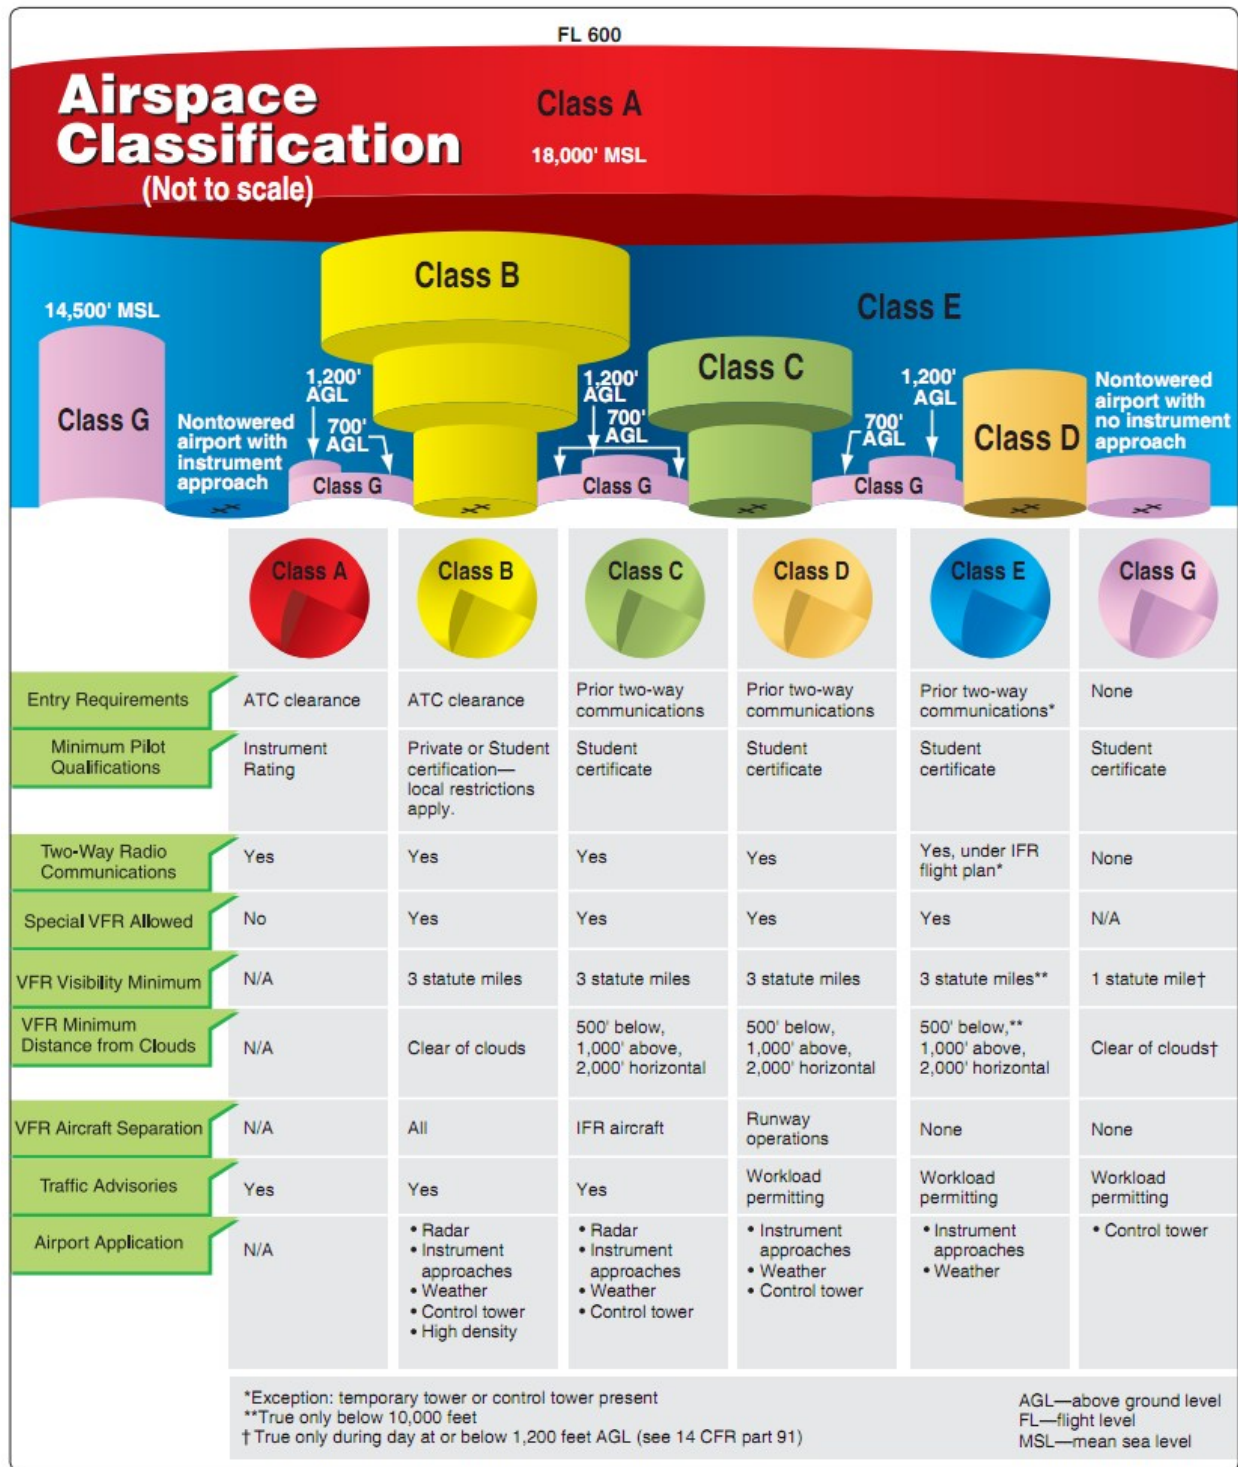 FL 600
Airspace
Classification
(Not to scale)
Class A
18,000' MSL
Class B
Class E
14,500' MSL
Class G
Nontowered
airport with
instrument
approach
1,200'
AGL
700'
AGL
Class G
1,200'
AGL
700'
AGL
Class G
Class C
1,200'
AGL
700'
AGL
Class G
Class D
Nontowered
airport with
no instrument
approach
Class A
Class B
Class C
Class D
Class E
Class G
Entry Requirements
ATC clearance
ATC clearance
Prior two-way
communications
Prior two-way
communications
Prior two-way
communications*
None
Minimum Pilot
Qualifications
Instrument
Rating
Private or Student
certification—
local restrictions
apply.
Student
certificate
Student
certificate
Student
certificate
Student
certificate
Two-Way Radio
Communications
Yes
Yes
Yes
Yes
Yes, under IFR
flight plan*
None
Special VFR Allowed
No
Yes
Yes
Yes
Yes
N/A
VFR Visibility Minimum
N/A
3 statute miles
3 statute miles
3 statute miles
3 statute miles**
1 statute mile†
VFR Minimum
Distance from Clouds
N/A
Clear of clouds
500' below,
1,000' above,
2,000' horizontal
500' below,
1,000' above,
2,000' horizontal
500' below,**
1,000' above,
2,000' horizontal
Clear of clouds†
VFR Aircraft Separation
N/A
All
IFR aircraft
Runway
operations
None
None
Traffic Advisories
Yes
Yes
Yes
Workload
permitting
Workload
permitting
Workload
permitting
Airport Application
N/A
• Radar
• Instrument
approaches
• Weather
• Control tower
• High density
• Radar
• Instrument
approaches
• Weather
• Control tower
• Instrument
approaches
• Weather
• Control tower
• Instrument
approaches
• Weather
• Control tower
*Exception: temporary tower or control tower present
**True only below 10,000 feet
† True only during day at or below 1,200 feet AGL (see 14 CFR part 91)
AGL—above ground level
FL—flight level
MSL—mean sea level